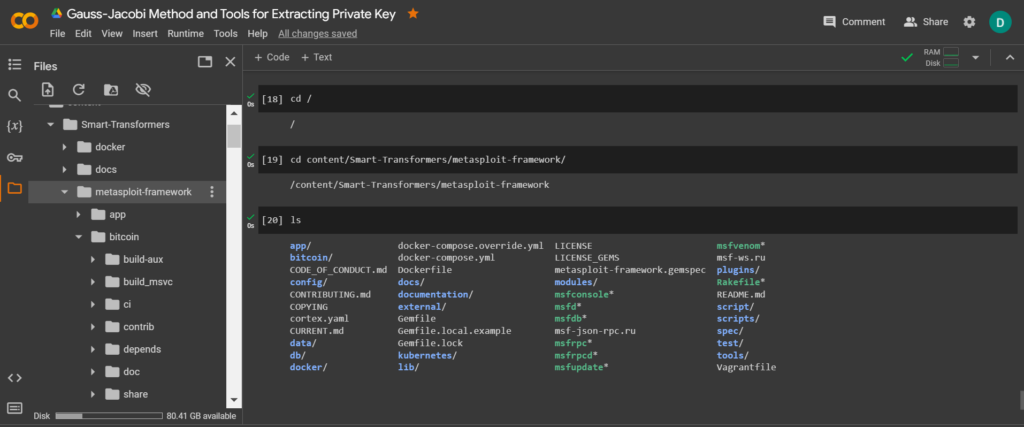 Gauss-Jacobi Method and Tools for Extracting Private Key
File Edit View Insert Runtime Tools Help All changes saved
Comment Share D
Files
+ Code + Text
RAM
Disk
Smart-Transformers
docker
docs
metasploit-framework
app
bitcoin
build-aux
build_msvc
ci
contrib
depends
doc
share
Disk 80.41 GB available
{x}
0s [18] cd /
/
0s [19] cd content/Smart-Transformers/metasploit-framework/
/content/Smart-Transformers/metasploit-framework
0s [20] ls
app/ docker-compose.override.yml LICENSE msfvenom*
bitcoin/ docker-compose.yml LICENSE_GEMS msf-ws.ru
CODE_OF_CONDUCT.md Dockerfile metasploit-framework.gemspec plugins/
config/ docs/ modules/ Rakefile*
CONTRIBUTING.md documentation/ msfconsole* README.md
COPYING external/ msfd* script/
cortex.yaml Gemfile msfdb* scripts/
CURRENT.md Gemfile.local.example msf-json-rpc.ru spec/
data/ Gemfile.lock msfrpc* test/
db/ kubernetes/ msfrpcd* tools/
docker/ lib/ msfupdate* Vagrantfile